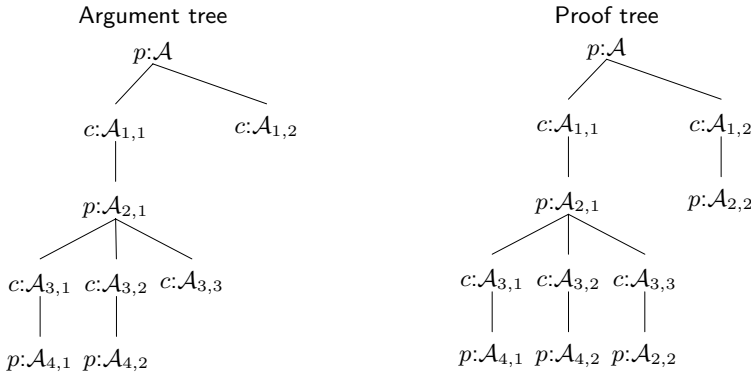 Argument tree Proof tree
p:𝒜 p:𝒜
c:𝒜₁,₁ c:𝒜₁,₂ c:𝒜₁,₁ c:𝒜₁,₂
p:𝒜₂,₁ p:𝒜₂,₁ p:𝒜₂,₂
c:𝒜₃,₁ c:𝒜₃,₂ c:𝒜₃,₃ c:𝒜₃,₁ c:𝒜₃,₂ c:𝒜₃,₃
p:𝒜₄,₁ p:𝒜₄,₂ p:𝒜₄,₁ p:𝒜₄,₂ p:𝒜₂,₂